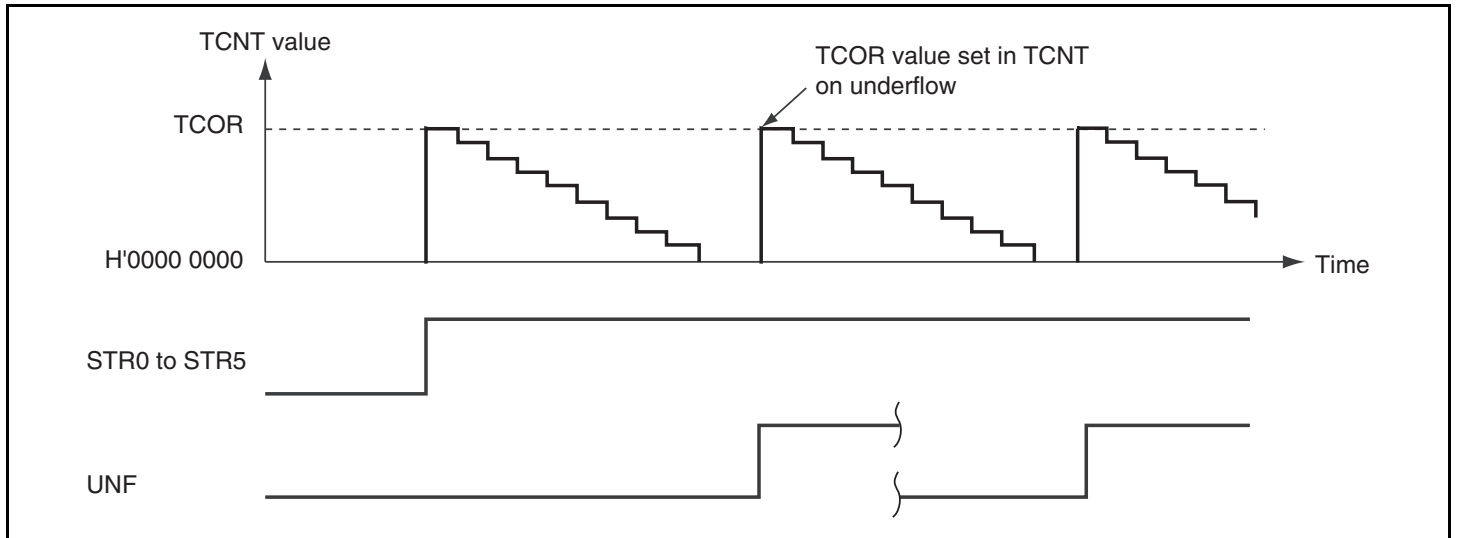 TCNT value
TCOR value set in TCNT
on underflow
TCOR
H'0000 0000
Time
STR0 to STR5
UNF